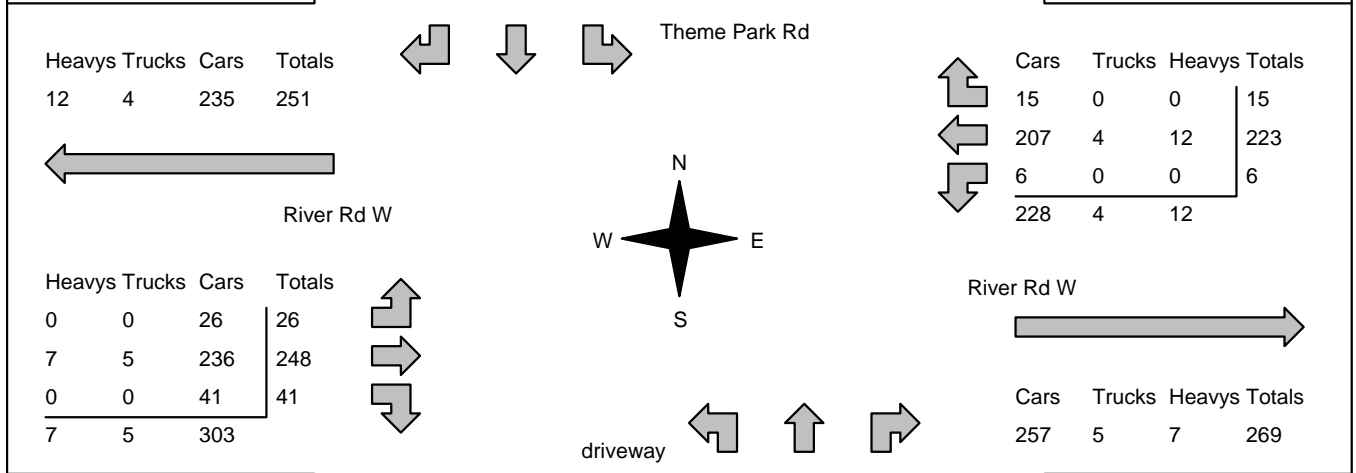 Theme Park Rd
Heavys Trucks Cars Totals
12 4 235 251
Cars Trucks Heavys Totals
15 0 0 15
207 4 12 223
6 0 0 6
228 4 12
N
W E
S
River Rd W
Heavys Trucks Cars Totals
0 0 26 26
7 5 236 248
0 0 41 41
7 5 303
River Rd W
Cars Trucks Heavys Totals
257 5 7 269
driveway